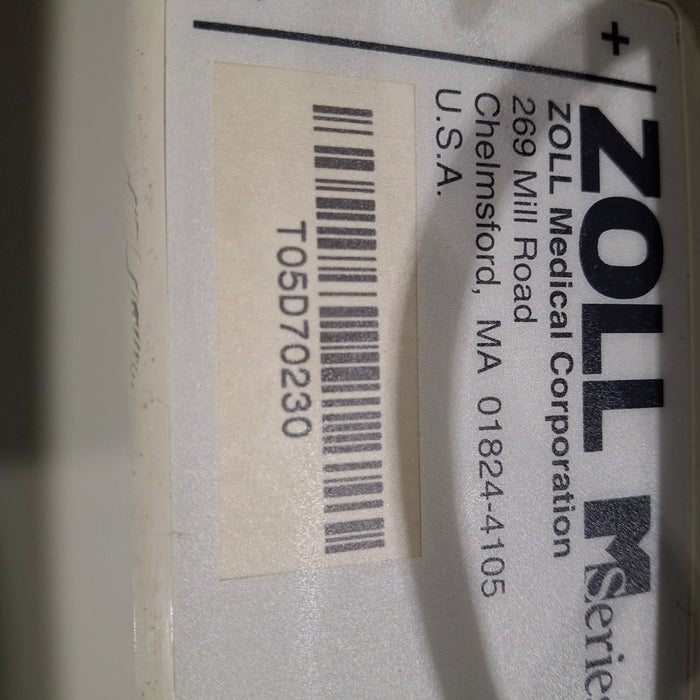 +
ZOLL M Series
ZOLL Medical Corporation
269 Mill Road
Chelmsford, MA 01824-4105
U.S.A.
T05D70230